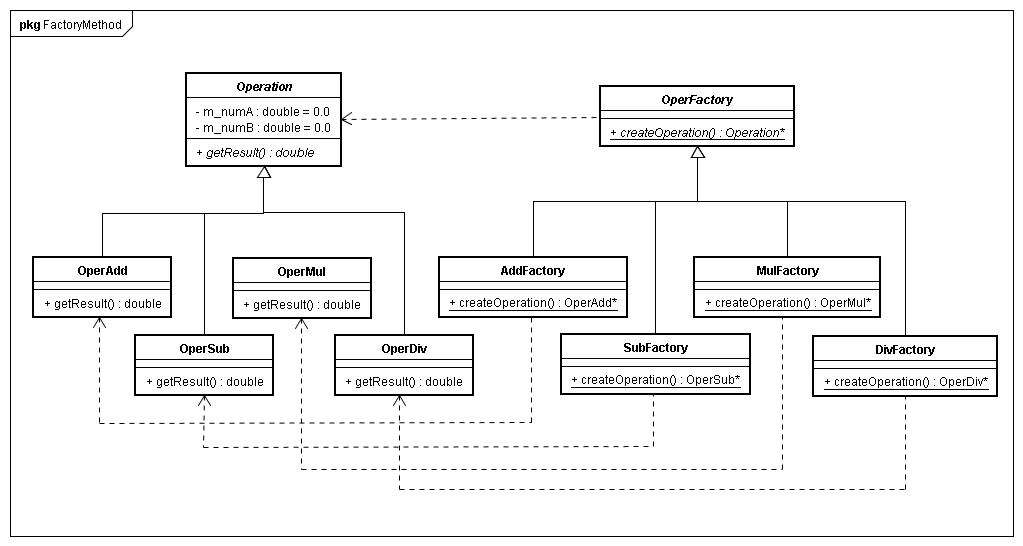 pkg FactoryMethod
Operation
- m_numA : double = 0.0
- m_numB : double = 0.0
+ getResult() : double
OperFactory
+ createOperation() : Operation*
OperAdd
+ getResult() : double
OperMul
+ getResult() : double
AddFactory
+ createOperation() : OperAdd*
MulFactory
+ createOperation() : OperMul*
OperSub
+ getResult() : double
OperDiv
+ getResult() : double
SubFactory
+ createOperation() : OperSub*
DivFactory
+ createOperation() : OperDiv*